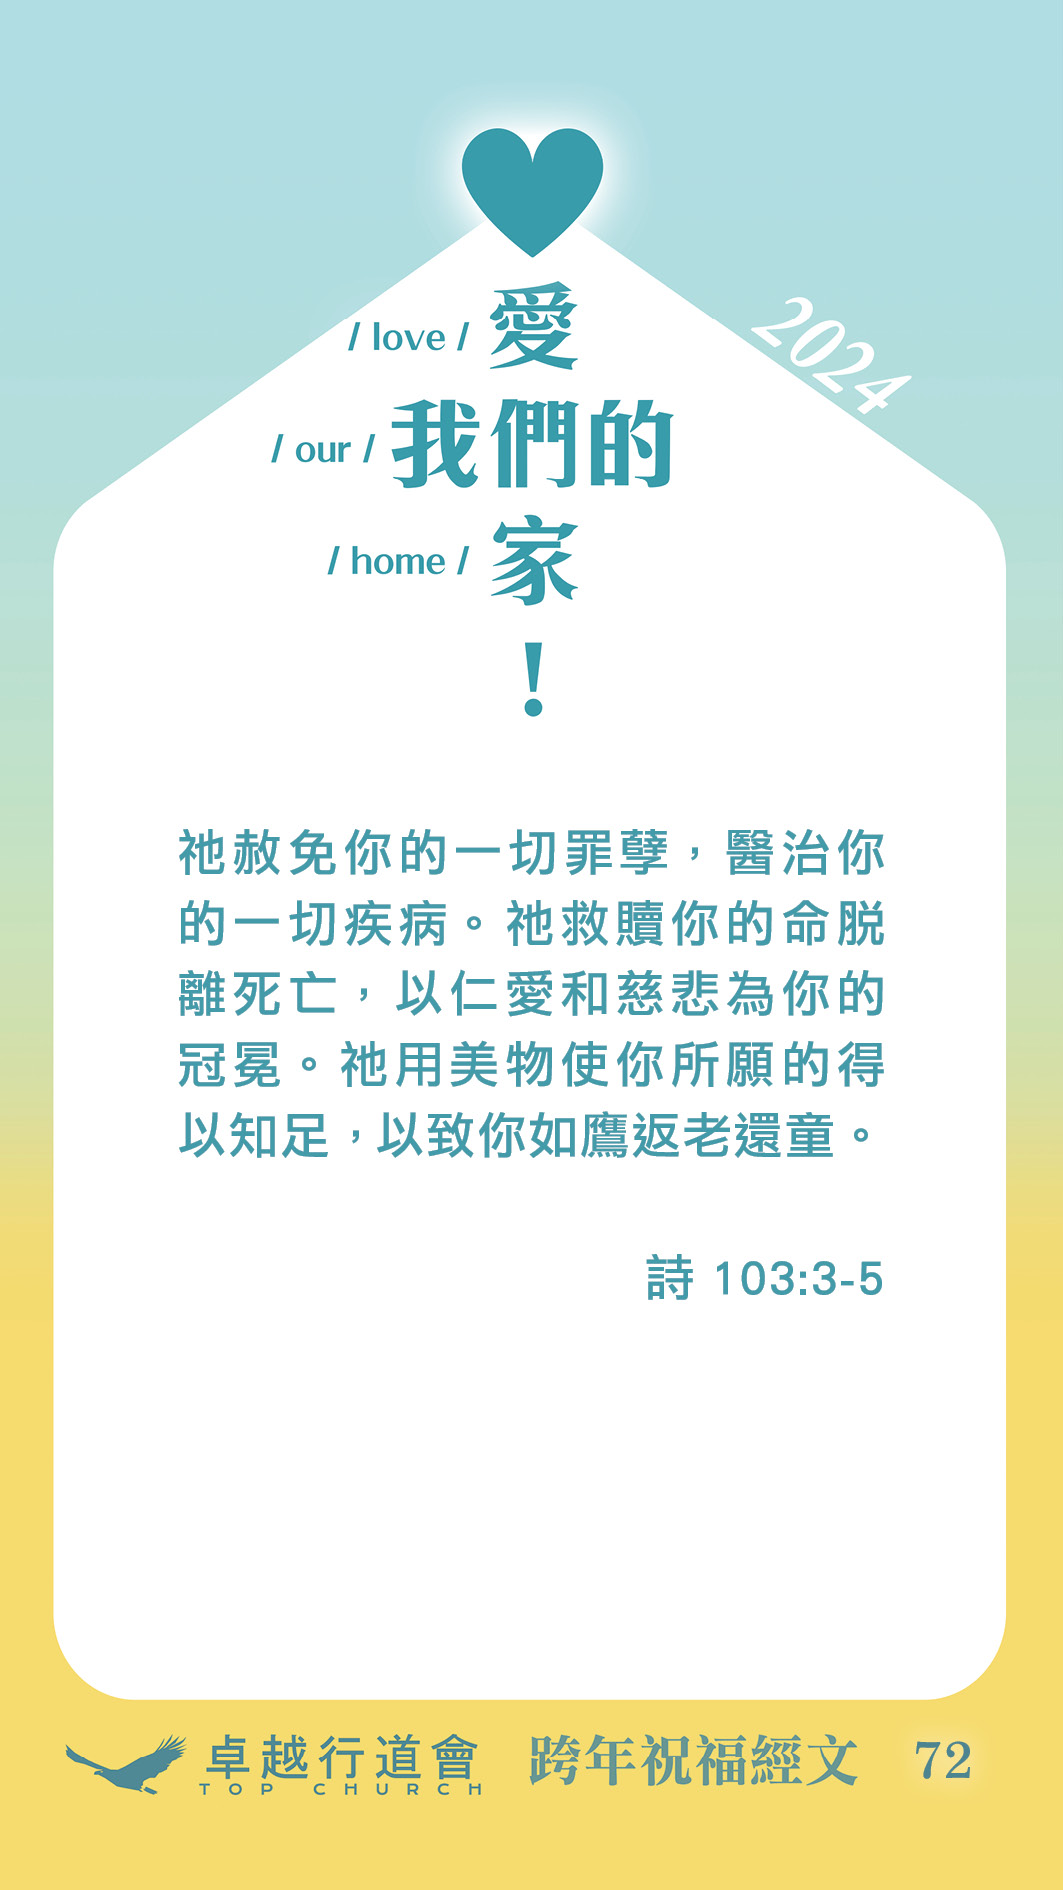 2024
/ love / 愛
/ our / 我們的
/ home / 家
!
祂赦免你的一切罪孽，醫治你
的一切疾病。祂救贖你的命脱
離死亡，以仁愛和慈悲為你的
冠冕。祂用美物使你所願的得
以知足，以致你如鷹返老還童。
詩 103:3-5
卓越行道會 跨年祝福經文 72
TOP CHURCH